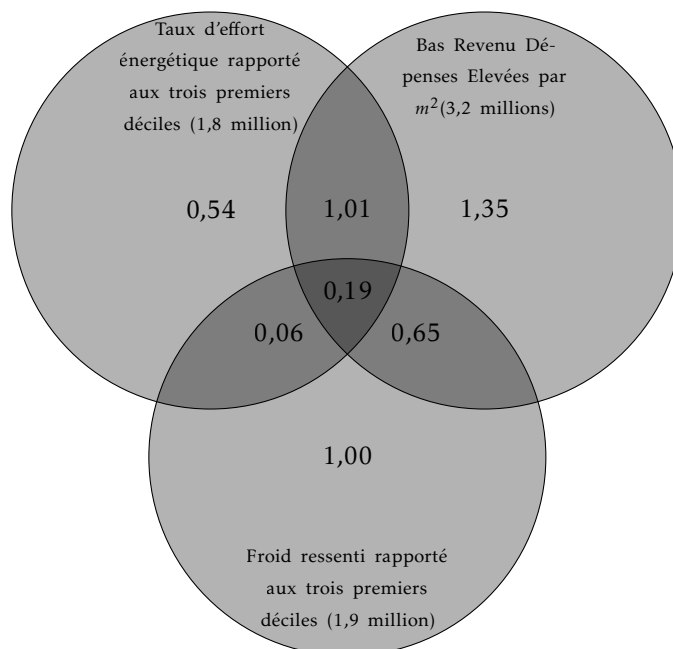 Taux d'effort
énergétique rapporté
aux trois premiers
déciles (1,8 million)
Bas Revenu Dé-
penses Elevées par
m²(3,2 millions)
0,54
1,01
1,35
0,19
0,06
0,65
1,00
Froid ressenti rapporté
aux trois premiers
déciles (1,9 million)